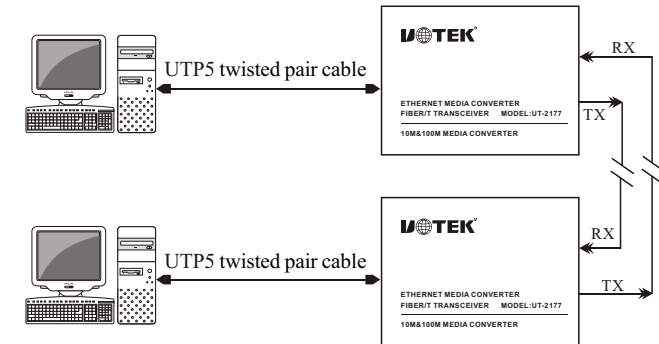 UOTEK
RX
UTP5 twisted pair cable
ETHERNET MEDIA CONVERTER
FIBER/T TRANSCEIVER MODEL:UT-2177
TX
10M&100M MEDIA CONVERTER
UOTEK
RX
UTP5 twisted pair cable
TX
ETHERNET MEDIA CONVERTER
FIBER/T TRANSCEIVER MODEL:UT-2177
10M&100M MEDIA CONVERTER